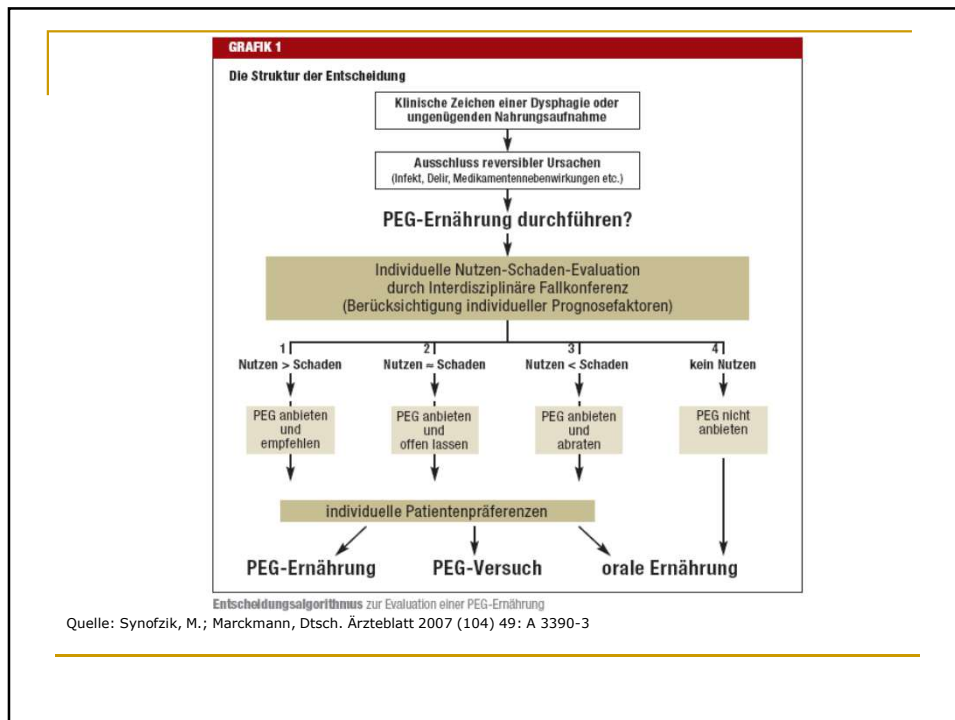 GRAFIK 1
Die Struktur der Entscheidung
Klinische Zeichen einer Dysphagie oder
ungenügenden Nahrungsaufnahme
Ausschluss reversibler Ursachen
(Infekt, Delir, Medikamentennebenwirkungen etc.)
PEG-Ernährung durchführen?
Individuelle Nutzen-Schaden-Evaluation
durch Interdisziplinäre Fallkonferenz
(Berücksichtigung individueller Prognosefaktoren)
1
Nutzen > Schaden
2
Nutzen = Schaden
3
Nutzen < Schaden
4
kein Nutzen
PEG anbieten
und
empfehlen
PEG anbieten
und
offen lassen
PEG anbieten
und
abraten
PEG nicht
anbieten
individuelle Patientenpräferenzen
PEG-Ernährung
PEG-Versuch
orale Ernährung
Entscheidungsalgorithmus zur Evaluation einer PEG-Ernährung
Quelle: Synofzik, M.; Marckmann, Dtsch. Ärzteblatt 2007 (104) 49: A 3390-3